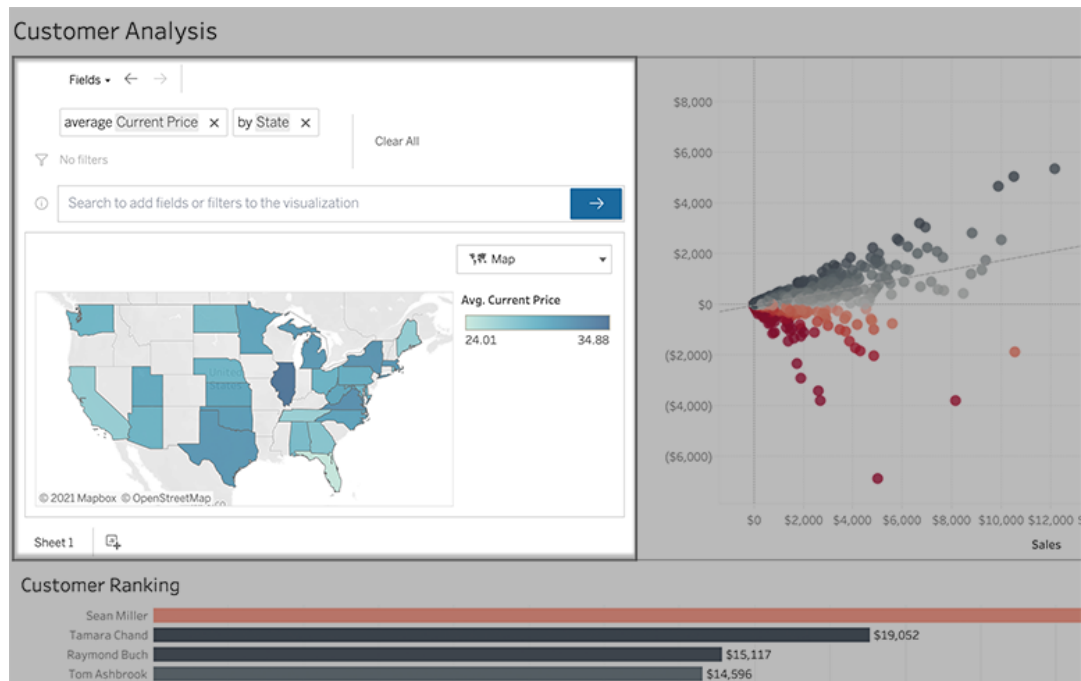 Customer Analysis
Fields
average Current Price × by State ×
Clear All
No filters
Search to add fields or filters to the visualization
Map
Avg. Current Price
24.01 34.88
United
States
© 2021 Mapbox © OpenStreetMap
Sheet 1
$8,000
$6,000
$4,000
$2,000
$0
($2,000)
($4,000)
($6,000)
$0 $2,000 $4,000 $6,000 $8,000 $10,000 $12,000
Sales
Customer Ranking
Sean Miller
Tamara Chand $19,052
Raymond Buch $15,117
Tom Ashbrook $14,596